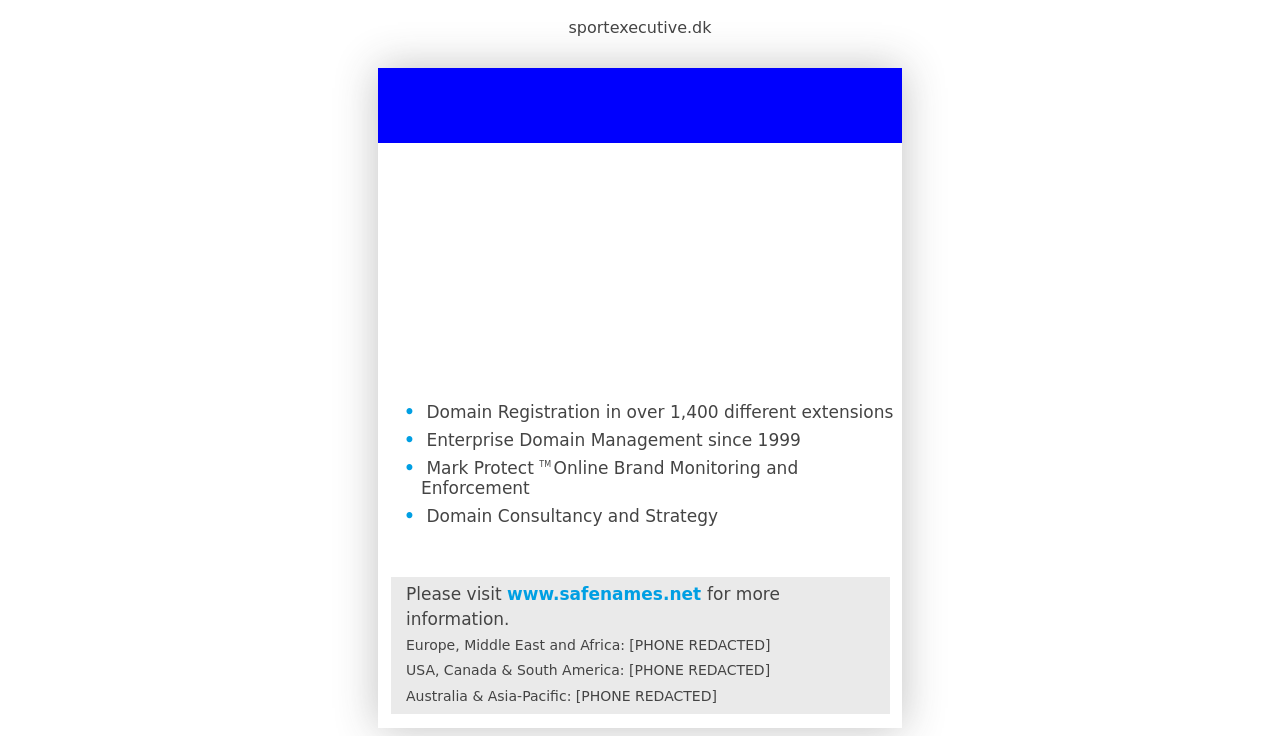 sportexecutive.dk
• Domain Registration in over 1,400 different extensions
• Enterprise Domain Management since 1999
• Mark Protect ™ Online Brand Monitoring and
Enforcement
• Domain Consultancy and Strategy
Please visit www.safenames.net for more
information.
Europe, Middle East and Africa: [PHONE REDACTED]
USA, Canada & South America: [PHONE REDACTED]
Australia & Asia-Pacific: [PHONE REDACTED]